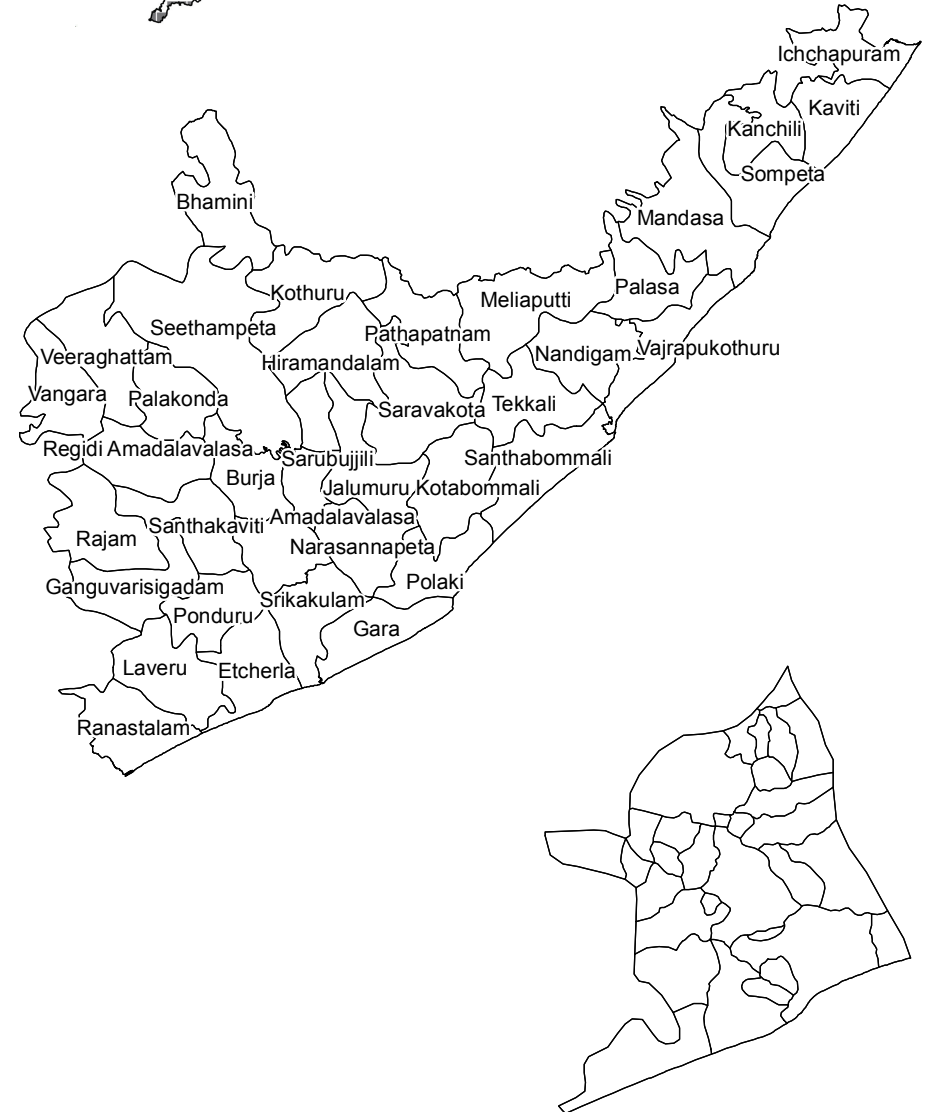 Ichchapuram
Kaviti
Kanchili
Sompeta
Bhamini
Mandasa
Kothuru
Meliaputti
Palasa
Seethampeta
Pathapatnam
Veeraghattam
Hiramandalam
Nandigam
Vajrapukothuru
Vangara
Palakonda
Saravakota
Tekkali
Regidi Amadalavalasa
Sarubujjili
Santhabommali
Burja
Jalumuru
Kotabommali
Santhakaviti
Amadalavalasa
Rajam
Narasannapeta
Ganguvarisigadam
Polaki
Srikakulam
Ponduru
Gara
Laveru
Etcherla
Ranastalam